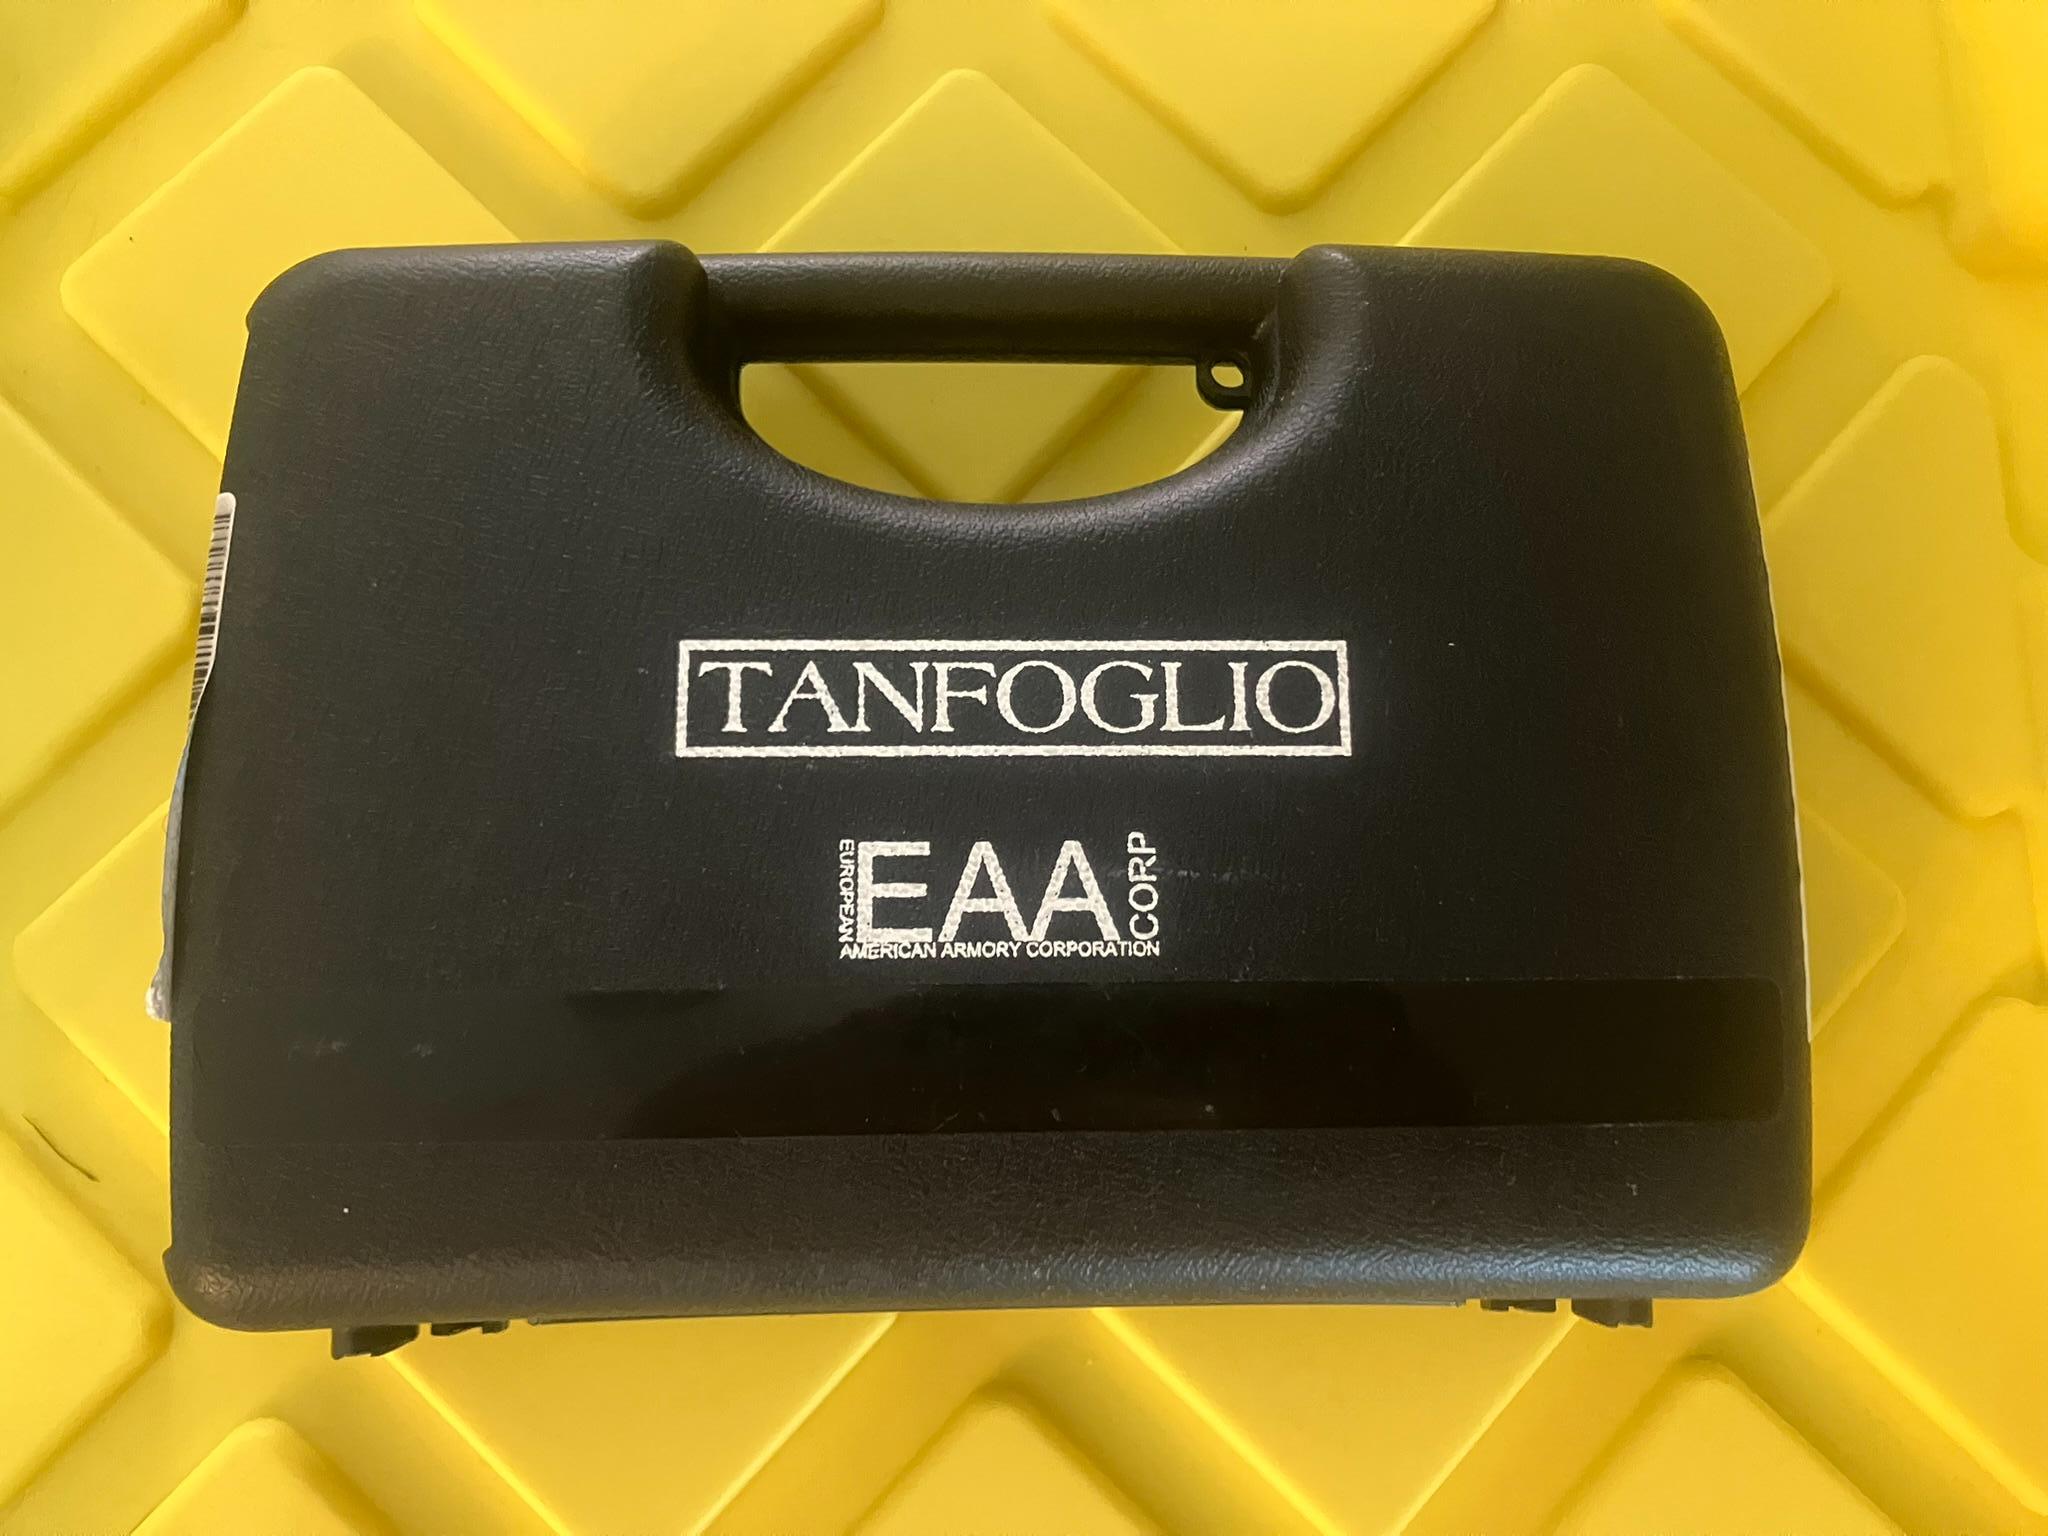 TANFOGLIO
EUROPEAN
EAA
CORP
AMERICAN ARMORY CORPORATION